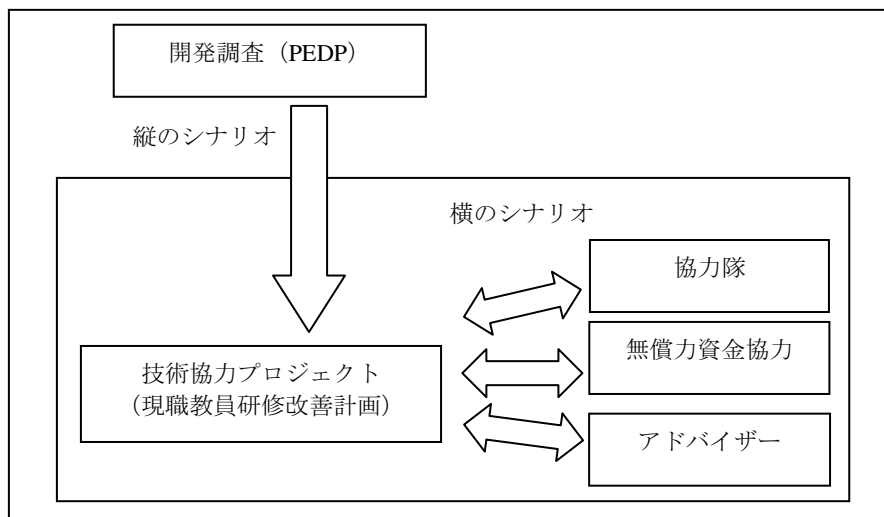 開発調査（PEDP）
縦のシナリオ
横のシナリオ
協力隊
無償力資金協力
技術協力プロジェクト
（現職教員研修改善計画）
アドバイザー